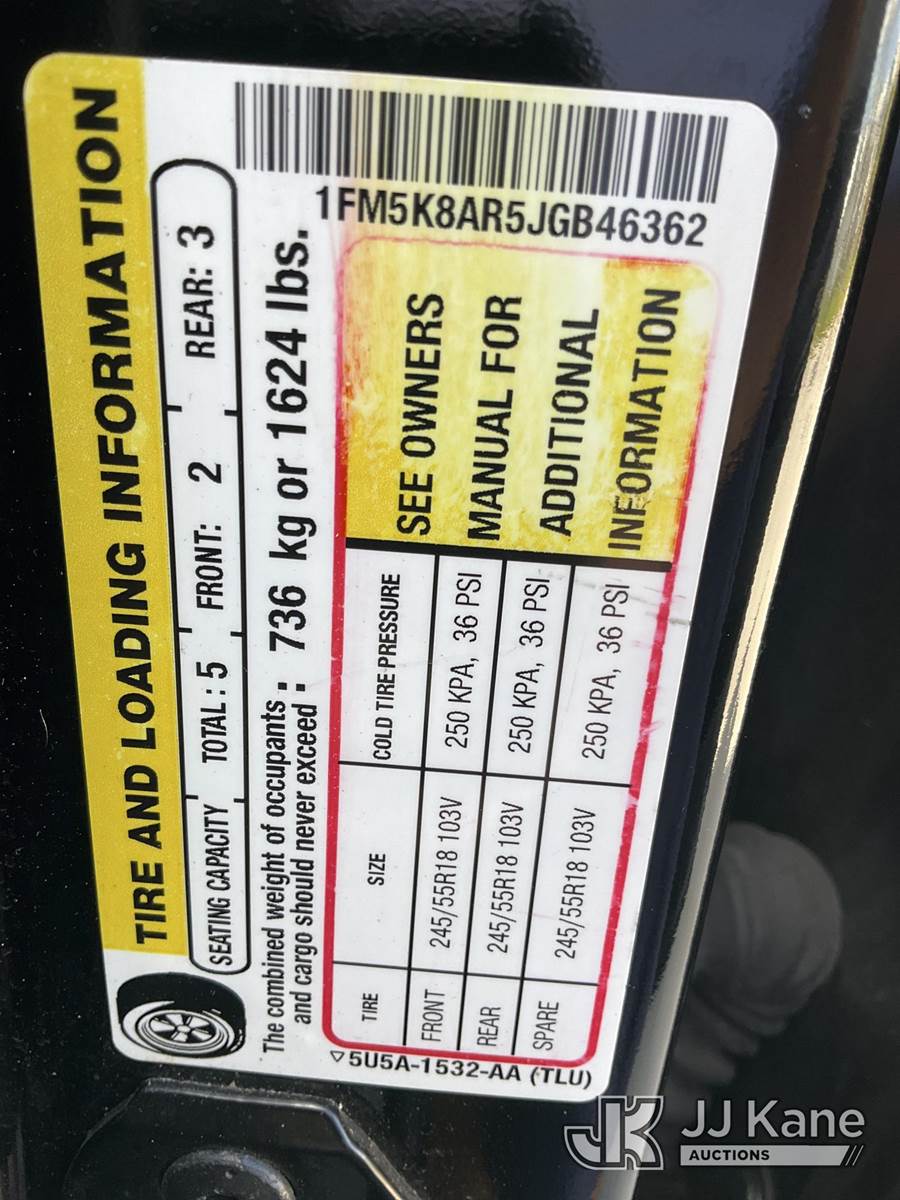 TIRE AND LOADING INFORMATION
SEATING CAPACITY TOTAL : 5 FRONT: 2 REAR: 3
The combined weight of occupants and cargo should never exceed : 736 kg or 1624 lbs.
TIRE SIZE COLD TIRE PRESSURE
FRONT 245/55R18 103V 250 KPA, 36 PSI
REAR 245/55R18 103V 250 KPA, 36 PSI
SPARE 245/55R18 103V 250 KPA, 36 PSI
SEE OWNERS
MANUAL FOR
ADDITIONAL
INFORMATION
5U5A-1532-AA (TLU)
1FM5K8AR5JGB46362
JK JJ Kane
AUCTIONS